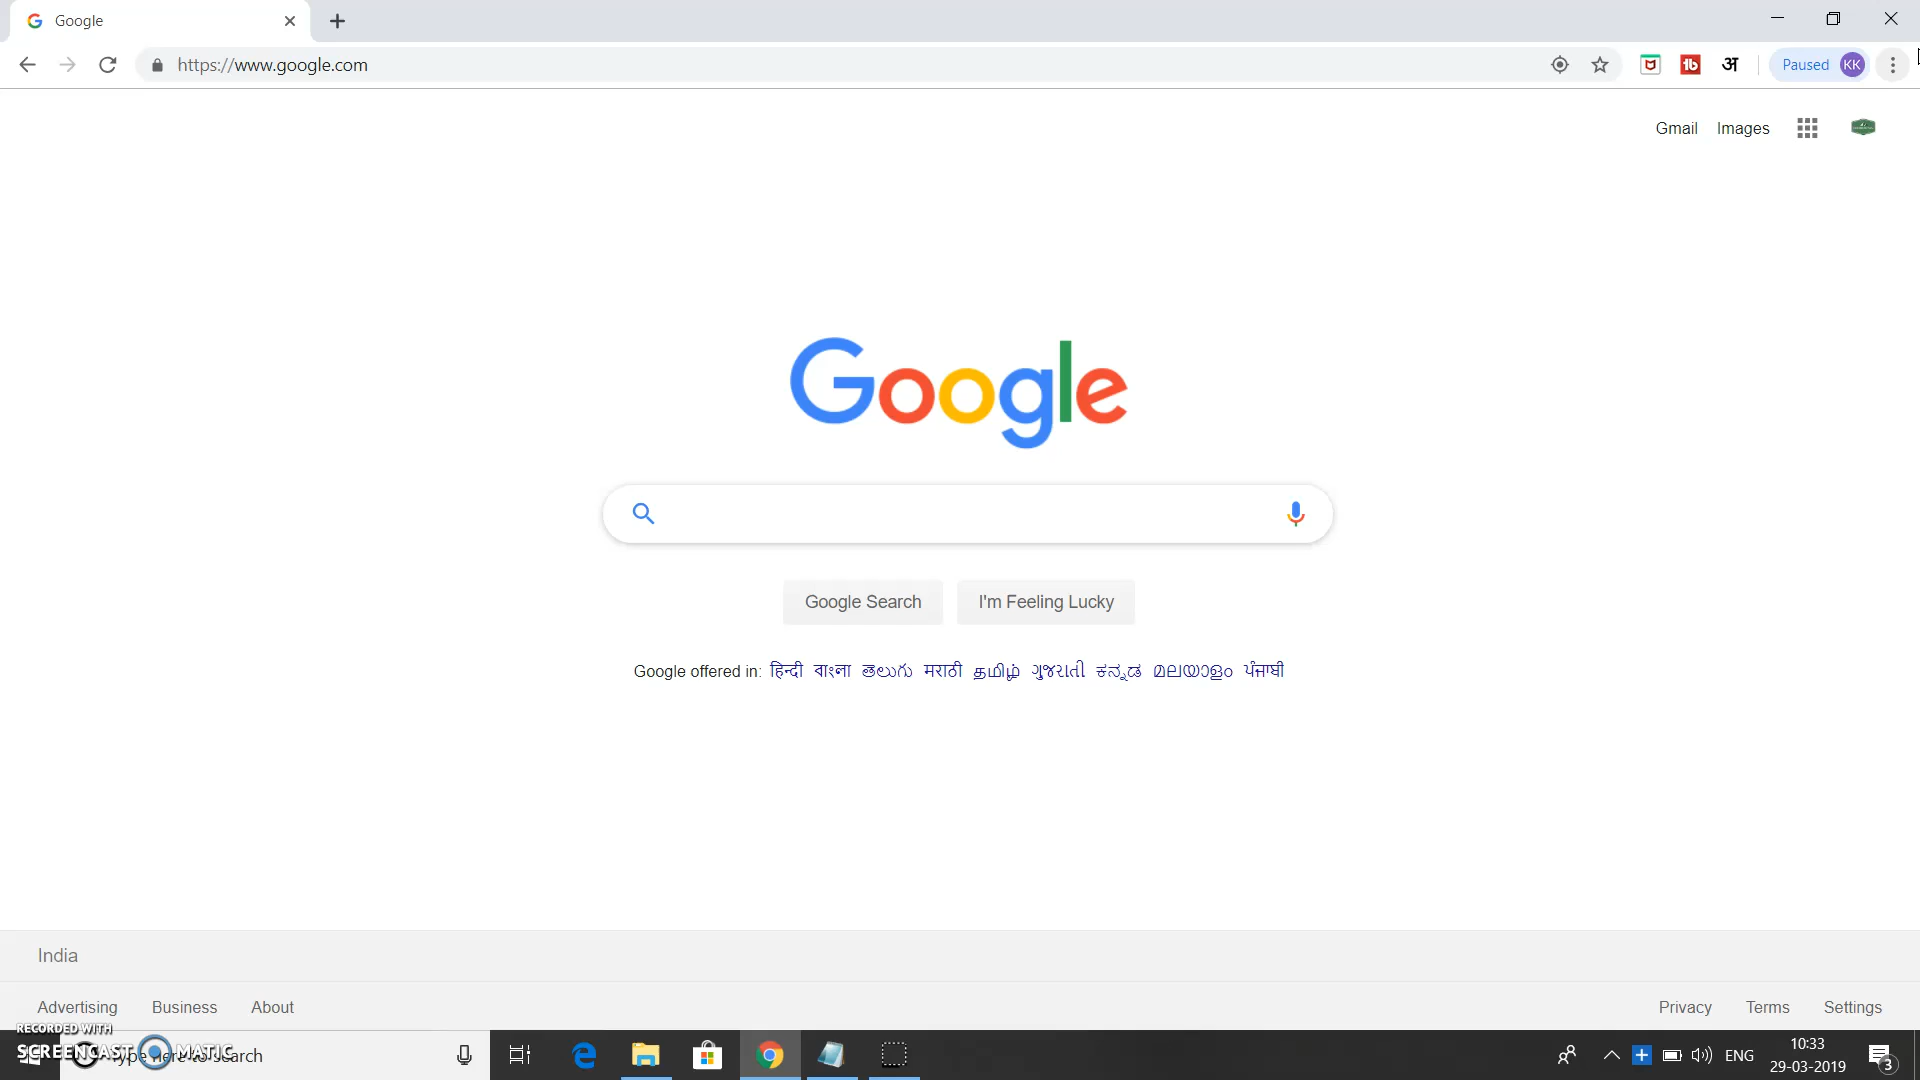 Google
https://www.google.com
Paused KK
Gmail Images
Google
Google Search I'm Feeling Lucky
Google offered in: हिन्दी বাংলা తెలుగు मराठी தமிழ் ગુજરાતી ಕನ್ನಡ മലയാളം ਪੰਜਾਬੀ
India
Advertising Business About
Privacy Terms Settings
RECORDED WITH
SCREENCAST MATIC
Type here to search
ENG
10:33
29-03-2019
3